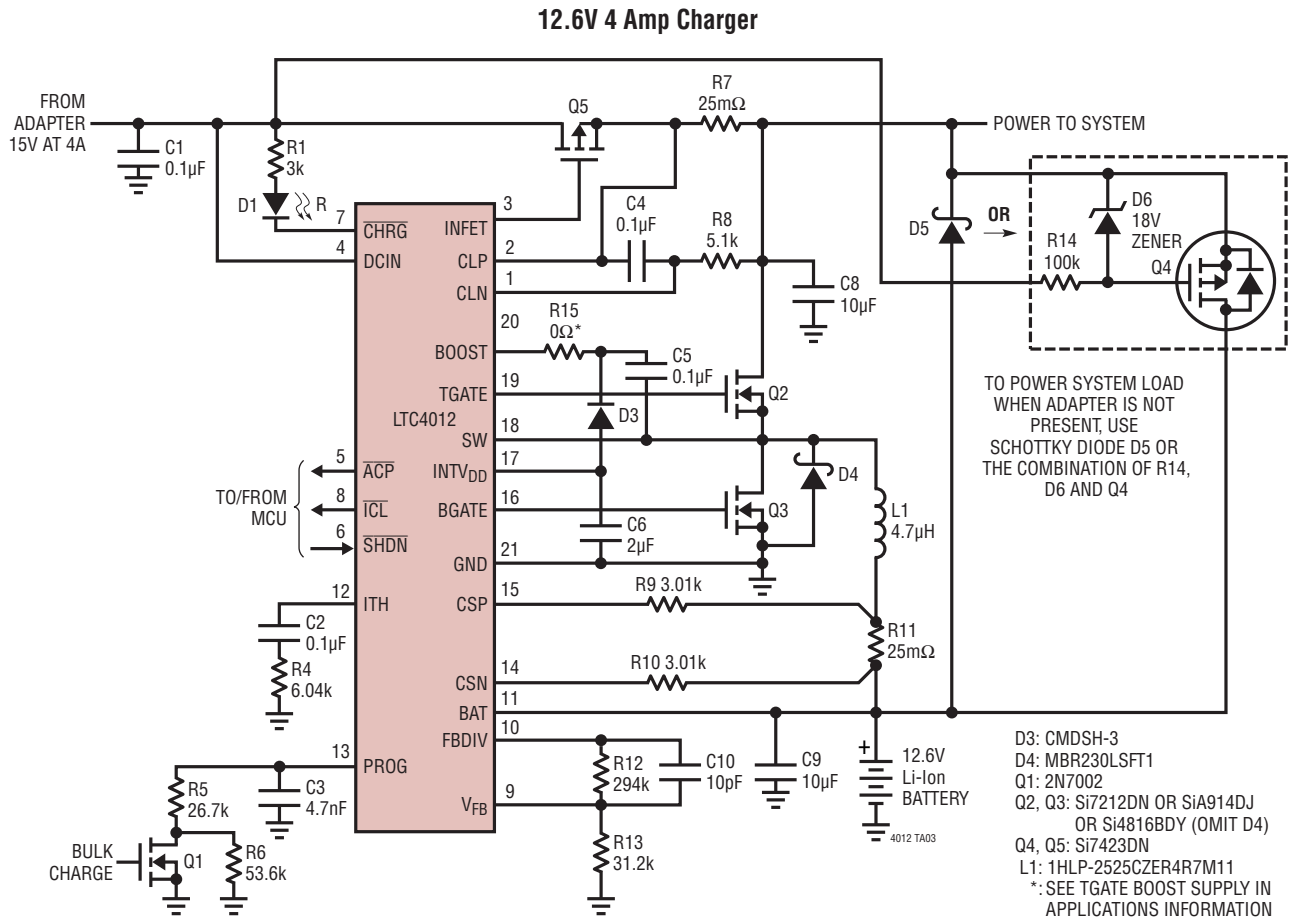 12.6V 4 Amp Charger
FROM
ADAPTER
15V AT 4A
C1
0.1µF
R1
3k
D1
R
Q5
R7
25mΩ
POWER TO SYSTEM
D5
OR
R14
100k
D6
18V
ZENER
Q4
TO POWER SYSTEM LOAD
WHEN ADAPTER IS NOT
PRESENT, USE
SCHOTTKY DIODE D5 OR
THE COMBINATION OF R14,
D6 AND Q4
LTC4012
7
CHRG
4
DCIN
3
INFET
2
CLP
1
CLN
20
BOOST
19
TGATE
18
SW
17
INTVDD
16
BGATE
21
GND
15
CSP
14
CSN
11
BAT
10
FBDIV
9
VFB
5
ACP
8
ICL
6
SHDN
12
ITH
13
PROG
TO/FROM
MCU
C4
0.1µF
R8
5.1k
C8
10µF
R15
0Ω*
C5
0.1µF
D3
Q2
Q3
D4
L1
4.7µH
C6
2µF
R9 3.01k
R10 3.01k
R11
25mΩ
C2
0.1µF
R4
6.04k
R5
26.7k
C3
4.7nF
BULK
CHARGE
Q1
R6
53.6k
R12
294k
C10
10pF
R13
31.2k
C9
10µF
+
12.6V
Li-Ion
BATTERY
4012 TA03
D3: CMDSH-3
D4: MBR230LSFT1
Q1: 2N7002
Q2, Q3: Si7212DN OR SiA914DJ
OR Si4816BDY (OMIT D4)
Q4, Q5: Si7423DN
L1: 1HLP-2525CZER4R7M11
*: SEE TGATE BOOST SUPPLY IN
APPLICATIONS INFORMATION